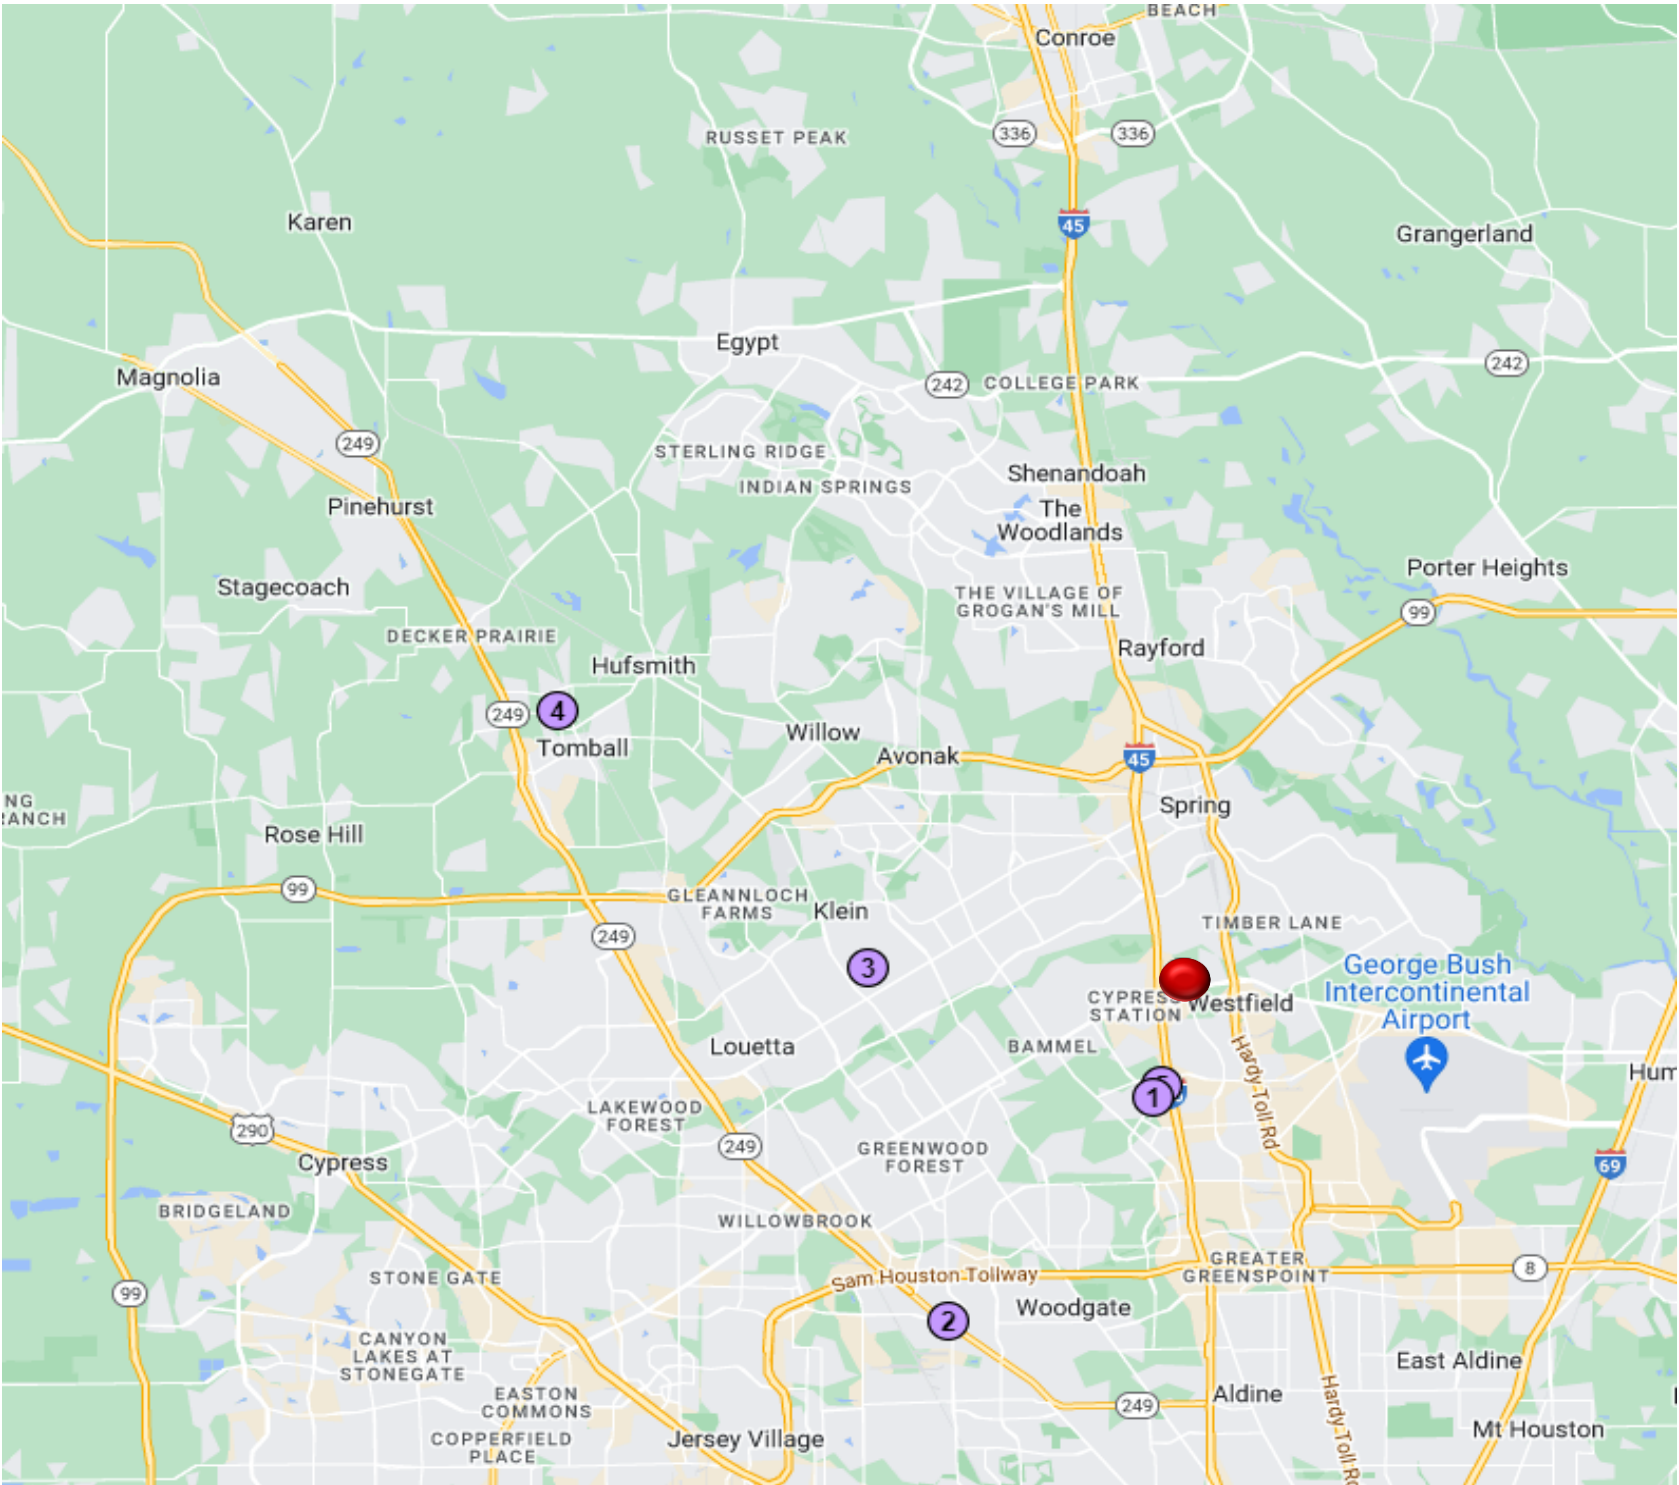 BEACH
Conroe
336
336
RUSSET PEAK
Karen
45
Grangerland
Egypt
242
Magnolia
242
COLLEGE PARK
249
STERLING RIDGE
Shenandoah
INDIAN SPRINGS
Pinehurst
The
Woodlands
Porter Heights
Stagecoach
THE VILLAGE OF
GROGAN'S MILL
99
DECKER PRAIRIE
Rayford
Hufsmith
249
4
Willow
Tomball
Avonak
45
NG
RANCH
Spring
Rose Hill
99
GLEANNLOCH
FARMS
Klein
TIMBER LANE
249
3
George Bush
Intercontinental
Airport
CYPRESS
STATION
Westfield
Louetta
BAMMEL
Hardy Toll Rd
Hum
1
LAKEWOOD
FOREST
290
249
GREENWOOD
FOREST
Cypress
69
BRIDGELAND
WILLOWBROOK
GREATER
GREENSPOINT
8
STONE GATE
Sam Houston Tollway
99
2
Woodgate
CANYON
LAKES AT
STONEGATE
East Aldine
EASTON
COMMONS
249
Aldine
Hardy Toll Rd
COPPERFIELD
PLACE
Jersey Village
Mt Houston